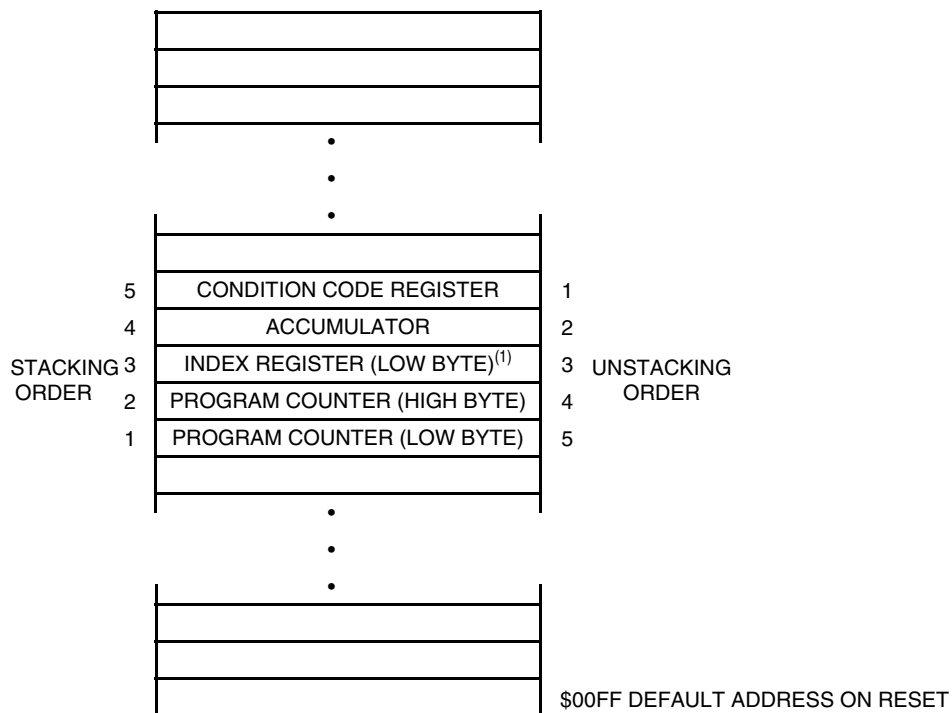 5 CONDITION CODE REGISTER 1
4 ACCUMULATOR 2
STACKING 3 INDEX REGISTER (LOW BYTE)(1) 3 UNSTACKING
ORDER 2 PROGRAM COUNTER (HIGH BYTE) 4 ORDER
1 PROGRAM COUNTER (LOW BYTE) 5
$00FF DEFAULT ADDRESS ON RESET